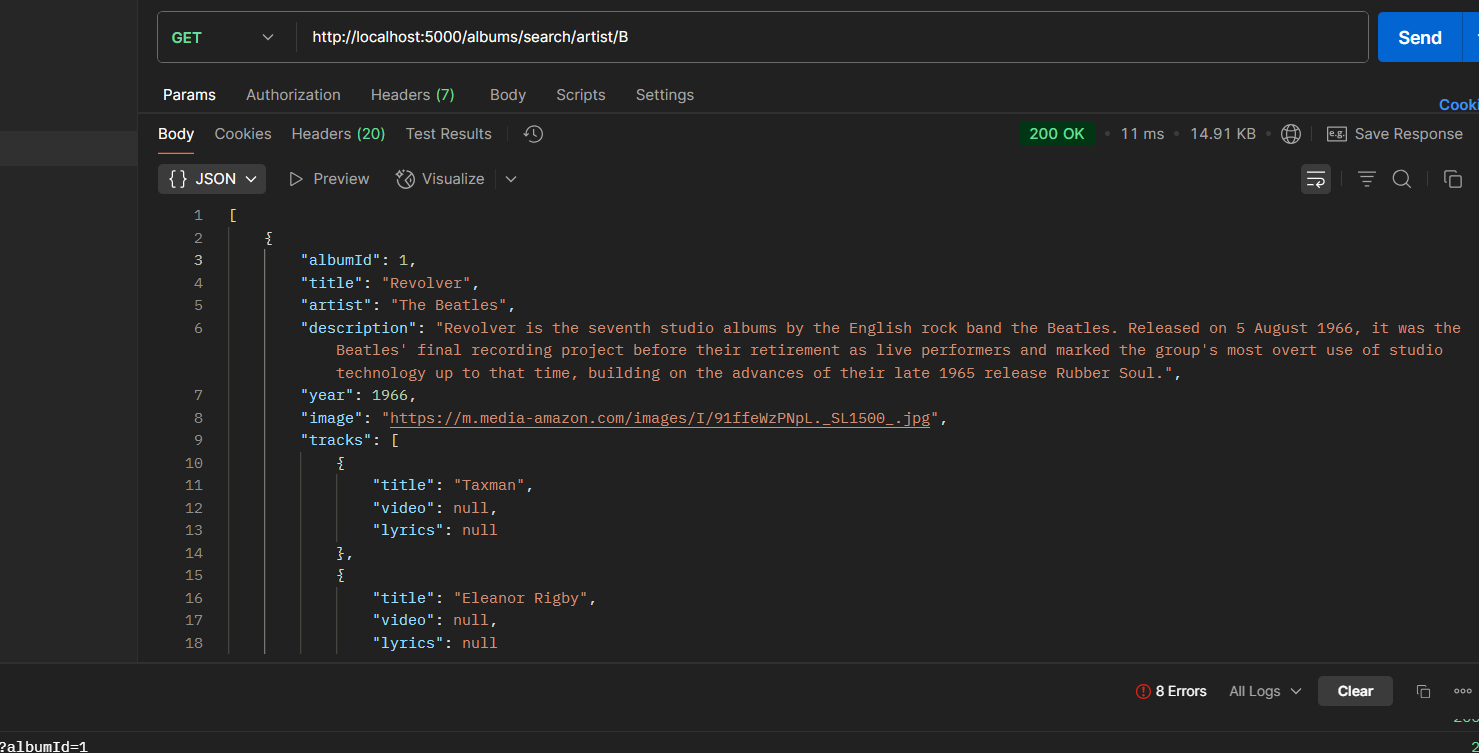 GET http://localhost:5000/albums/search/artist/B Send
Params Authorization Headers (7) Body Scripts Settings
Cooki
Body Cookies Headers (20) Test Results 200 OK • 11 ms • 14.91 KB • e.g. Save Response
{} JSON Preview Visualize
1 [
2 {
3 "albumId": 1,
4 "title": "Revolver",
5 "artist": "The Beatles",
6 "description": "Revolver is the seventh studio albums by the English rock band the Beatles. Released on 5 August 1966, it was the
Beatles' final recording project before their retirement as live performers and marked the group's most overt use of studio
technology up to that time, building on the advances of their late 1965 release Rubber Soul.",
7 "year": 1966,
8 "image": "https://m.media-amazon.com/images/I/91ffeWzPNpL._SL1500_.jpg",
9 "tracks": [
10 {
11 "title": "Taxman",
12 "video": null,
13 "lyrics": null
14 },
15 {
16 "title": "Eleanor Rigby",
17 "video": null,
18 "lyrics": null
8 Errors All Logs Clear
?albumId=1